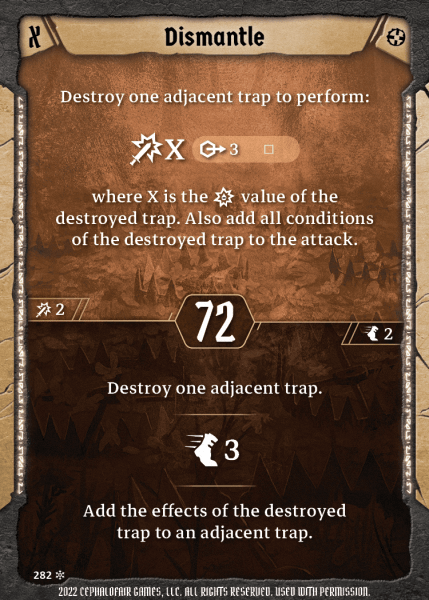 X
Dismantle
Destroy one adjacent trap to perform:
X 3
where X is the value of the
destroyed trap. Also add all conditions
of the destroyed trap to the attack.
2
72
2
Destroy one adjacent trap.
3
Add the effects of the destroyed
trap to an adjacent trap.
282
2022 CEPHALOFAIR GAMES, LLC. ALL RIGHTS RESERVED. USED WITH PERMISSION.